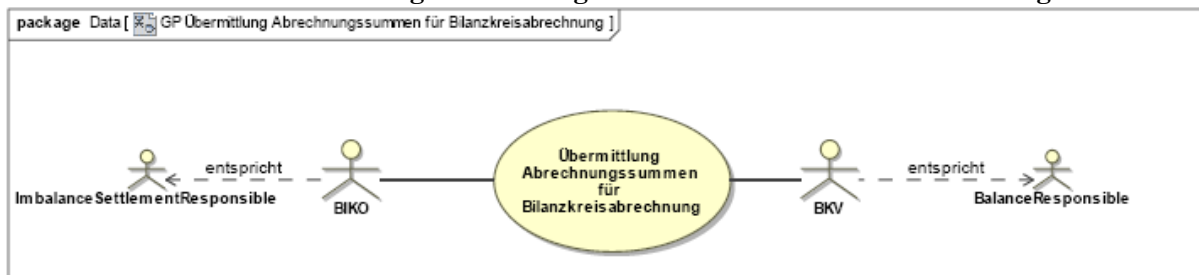 package Data [ GP Übermittlung Abrechnungssummen für Bilanzkreisabrechnung ]
Übermittlung
Abrechnungssummen
für
Bilanzkreisabrechnung
entspricht
entspricht
ImbalanceSettlementResponsible
BIKO
BKV
BalanceResponsible